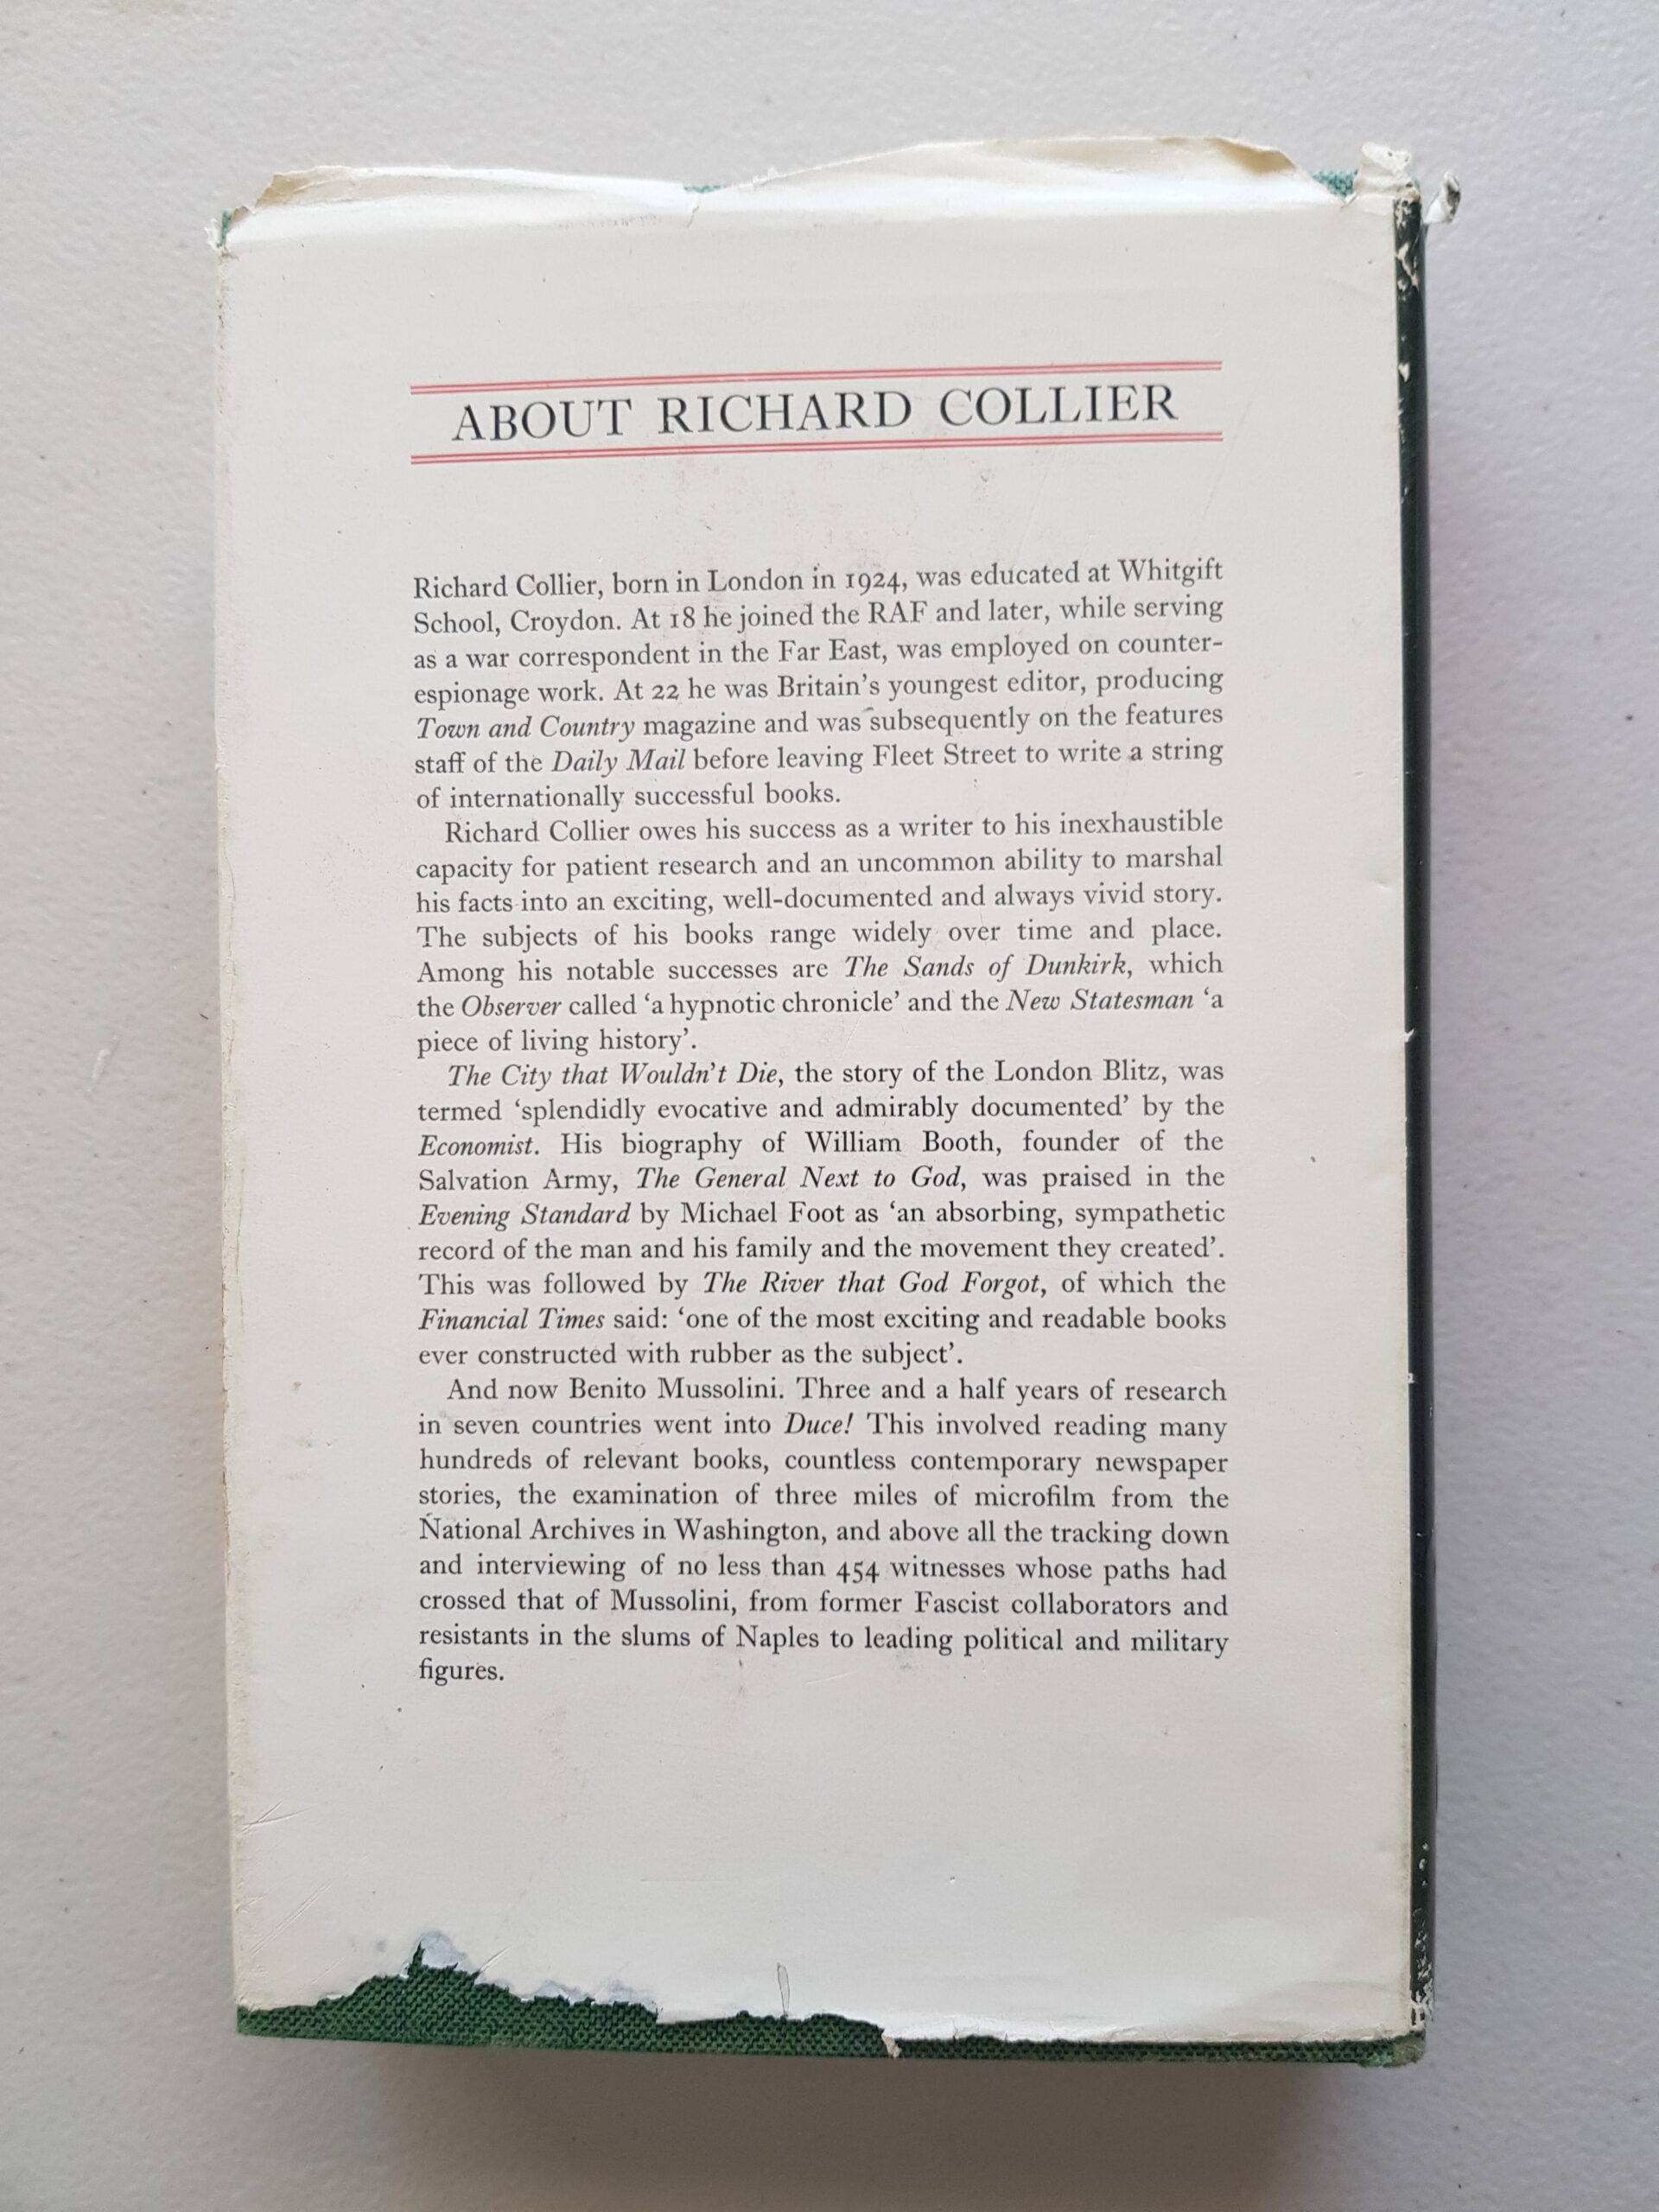 ABOUT RICHARD COLLIER
Richard Collier, born in London in 1924, was educated at Whitgift
School, Croydon. At 18 he joined the RAF and later, while serving
as a war correspondent in the Far East, was employed on counter-
espionage work. At 22 he was Britain's youngest editor, producing
Town and Country magazine and was subsequently on the features
staff of the Daily Mail before leaving Fleet Street to write a string
of internationally successful books.
Richard Collier owes his success as a writer to his inexhaustible
capacity for patient research and an uncommon ability to marshal
his facts into an exciting, well-documented and always vivid story.
The subjects of his books range widely over time and place.
Among his notable successes are The Sands of Dunkirk, which
the Observer called ‘a hypnotic chronicle’ and the New Statesman ‘a
piece of living history’.
The City that Wouldn't Die, the story of the London Blitz, was
termed ‘splendidly evocative and admirably documented’ by the
Economist. His biography of William Booth, founder of the
Salvation Army, The General Next to God, was praised in the
Evening Standard by Michael Foot as ‘an absorbing, sympathetic
record of the man and his family and the movement they created’.
This was followed by The River that God Forgot, of which the
Financial Times said: ‘one of the most exciting and readable books
ever constructed with rubber as the subject’.
And now Benito Mussolini. Three and a half years of research
in seven countries went into Duce! This involved reading many
hundreds of relevant books, countless contemporary newspaper
stories, the examination of three miles of microfilm from the
National Archives in Washington, and above all the tracking down
and interviewing of no less than 454 witnesses whose paths had
crossed that of Mussolini, from former Fascist collaborators and
resistants in the slums of Naples to leading political and military
figures.